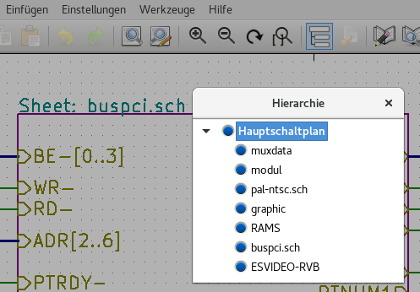 Einfügen Einstellungen Werkzeuge Hilfe
Sheet: buspci.sch
Hierarchie
Hauptschaltplan
muxdata
modul
pal-ntsc.sch
graphic
RAMS
buspci.sch
ESVIDEO-RVB
BE-[0..3]
WR-
RD-
ADR[2..6]
PTRDY-